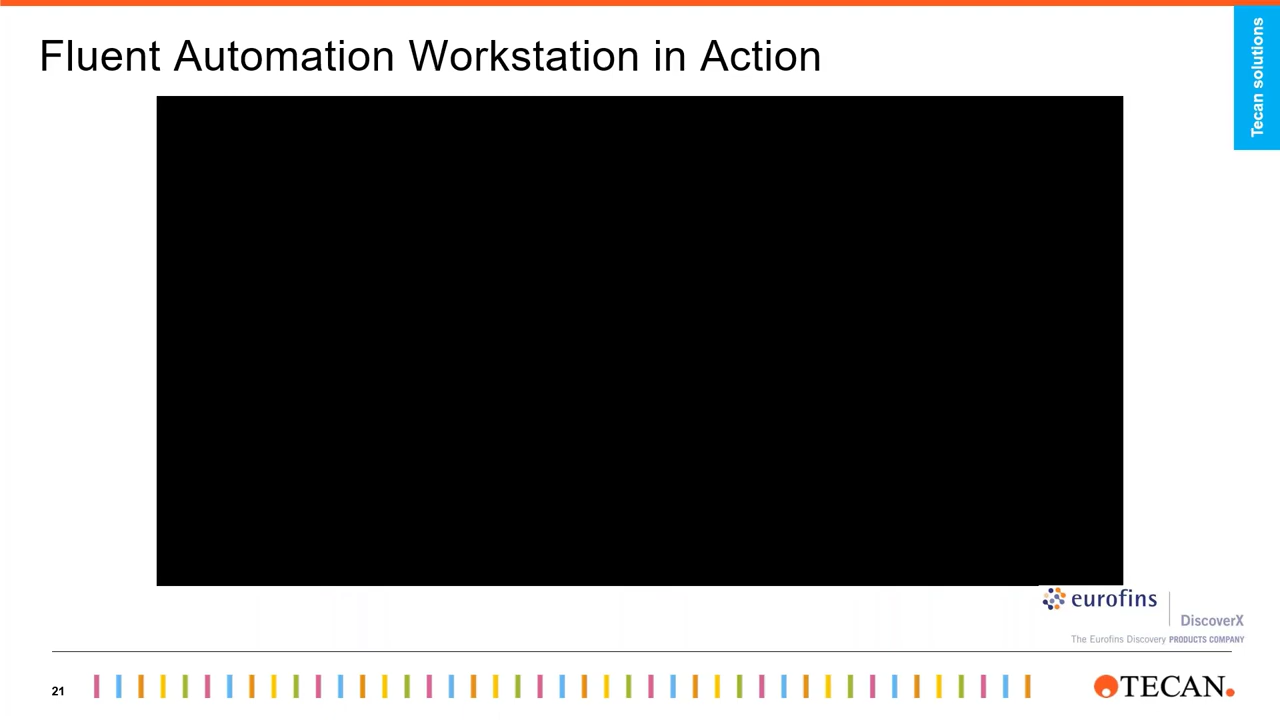 Fluent Automation Workstation in Action
Tecan solutions
eurofins
DiscoverX
The Eurofins Discovery PRODUCTS COMPANY
21
TECAN.